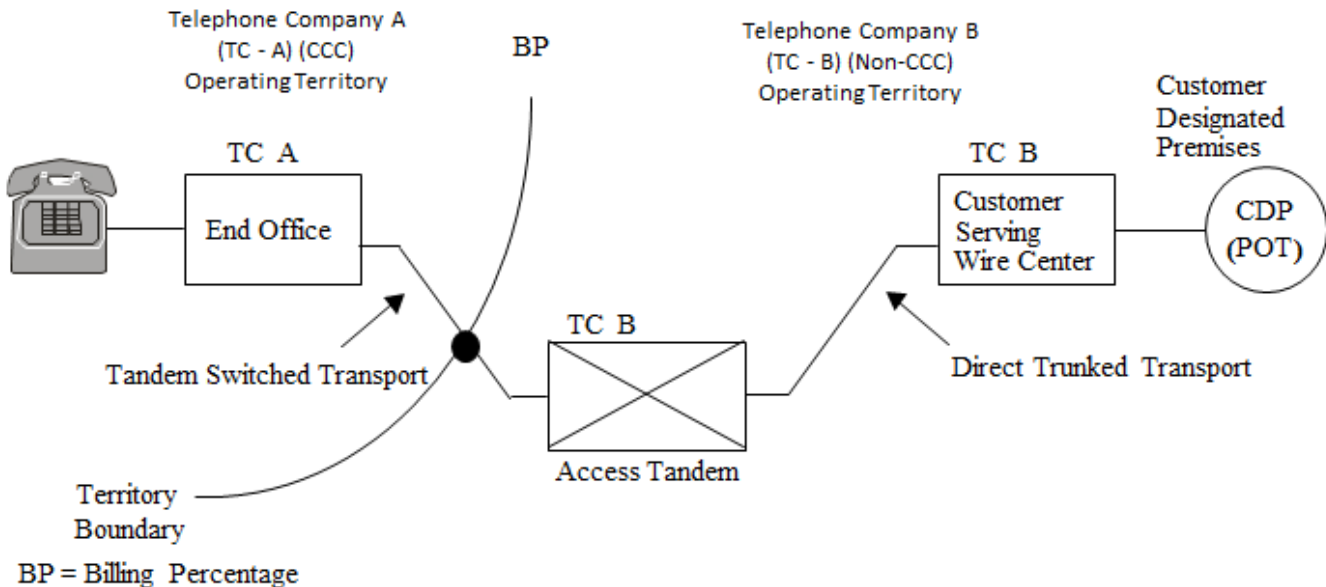 Telephone Company A
(TC - A) (CCC)
Operating Territory
BP
Telephone Company B
(TC - B) (Non-CCC)
Operating Territory
Customer
Designated
Premises
TC A
End Office
TC B
Customer
Serving
Wire Center
CDP
(POT)
TC B
Tandem Switched Transport
Direct Trunked Transport
Access Tandem
Territory
Boundary
BP = Billing Percentage